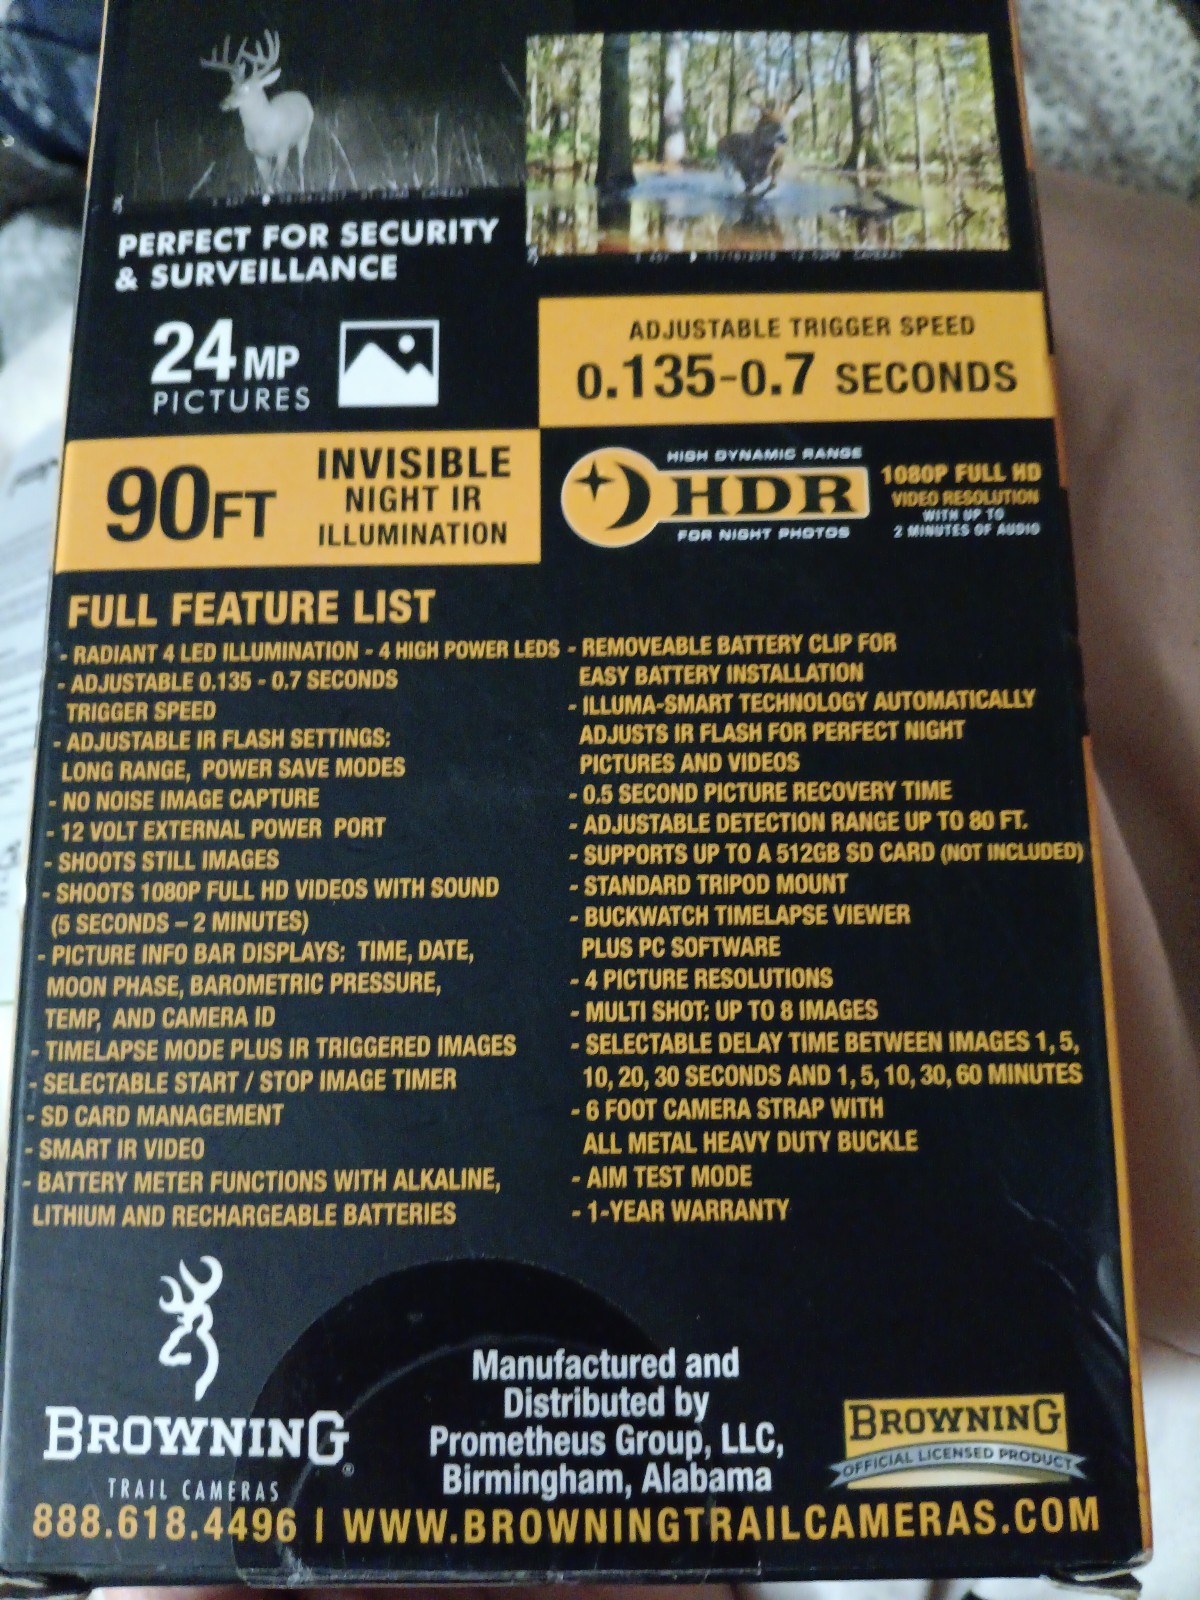 PERFECT FOR SECURITY
& SURVEILLANCE
24 MP
PICTURES
ADJUSTABLE TRIGGER SPEED
0.135-0.7 SECONDS
90FT
INVISIBLE
NIGHT IR
ILLUMINATION
HIGH DYNAMIC RANGE
HDR
FOR NIGHT PHOTOS
1080P FULL HD
VIDEO RESOLUTION
WITH UP TO
2 MINUTES OF AUDIO
FULL FEATURE LIST
- RADIANT 4 LED ILLUMINATION - 4 HIGH POWER LEDS
- ADJUSTABLE 0.135 - 0.7 SECONDS
TRIGGER SPEED
- ADJUSTABLE IR FLASH SETTINGS:
LONG RANGE, POWER SAVE MODES
- NO NOISE IMAGE CAPTURE
- 12 VOLT EXTERNAL POWER PORT
- SHOOTS STILL IMAGES
- SHOOTS 1080P FULL HD VIDEOS WITH SOUND
(5 SECONDS – 2 MINUTES)
- PICTURE INFO BAR DISPLAYS: TIME, DATE,
MOON PHASE, BAROMETRIC PRESSURE,
TEMP, AND CAMERA ID
- TIMELAPSE MODE PLUS IR TRIGGERED IMAGES
- SELECTABLE START / STOP IMAGE TIMER
- SD CARD MANAGEMENT
- SMART IR VIDEO
- BATTERY METER FUNCTIONS WITH ALKALINE,
LITHIUM AND RECHARGEABLE BATTERIES
- REMOVEABLE BATTERY CLIP FOR
EASY BATTERY INSTALLATION
- ILLUMA-SMART TECHNOLOGY AUTOMATICALLY
ADJUSTS IR FLASH FOR PERFECT NIGHT
PICTURES AND VIDEOS
- 0.5 SECOND PICTURE RECOVERY TIME
- ADJUSTABLE DETECTION RANGE UP TO 80 FT.
- SUPPORTS UP TO A 512GB SD CARD (NOT INCLUDED)
- STANDARD TRIPOD MOUNT
- BUCKWATCH TIMELAPSE VIEWER
PLUS PC SOFTWARE
- 4 PICTURE RESOLUTIONS
- MULTI SHOT: UP TO 8 IMAGES
- SELECTABLE DELAY TIME BETWEEN IMAGES 1, 5,
10, 20, 30 SECONDS AND 1, 5, 10, 30, 60 MINUTES
- 6 FOOT CAMERA STRAP WITH
ALL METAL HEAVY DUTY BUCKLE
- AIM TEST MODE
- 1-YEAR WARRANTY
BROWNING®
TRAIL CAMERAS
Manufactured and
Distributed by
Prometheus Group, LLC,
Birmingham, Alabama
BROWNING
OFFICIAL LICENSED PRODUCT
888.618.4496 | WWW.BROWNINGTRAILCAMERAS.COM